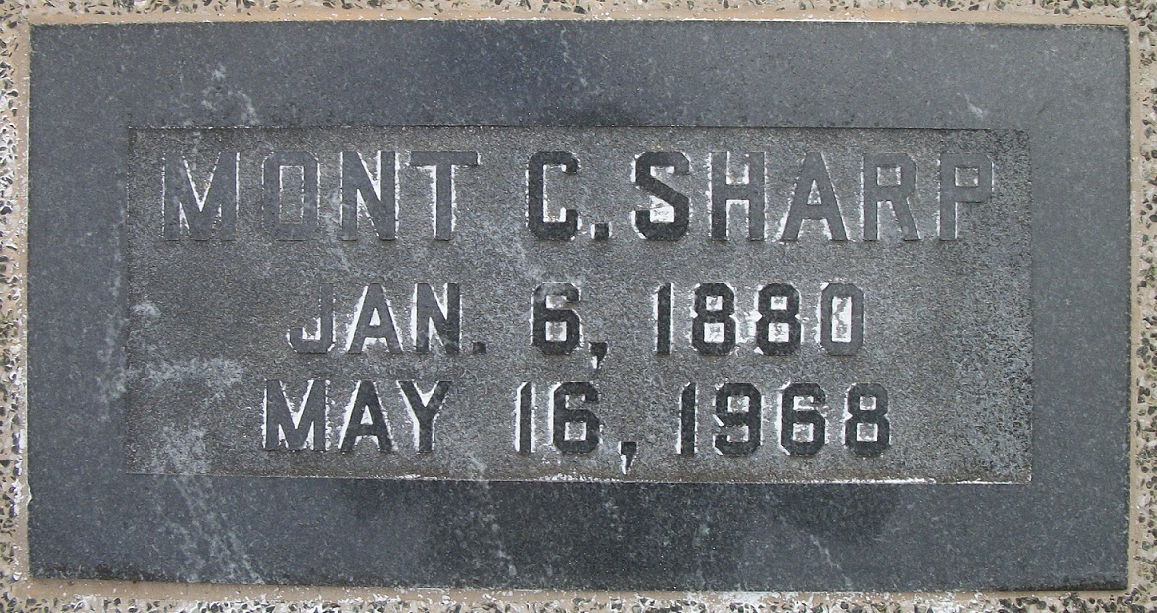 MONT C. SHARP
JAN. 6, 1880
MAY 16, 1968